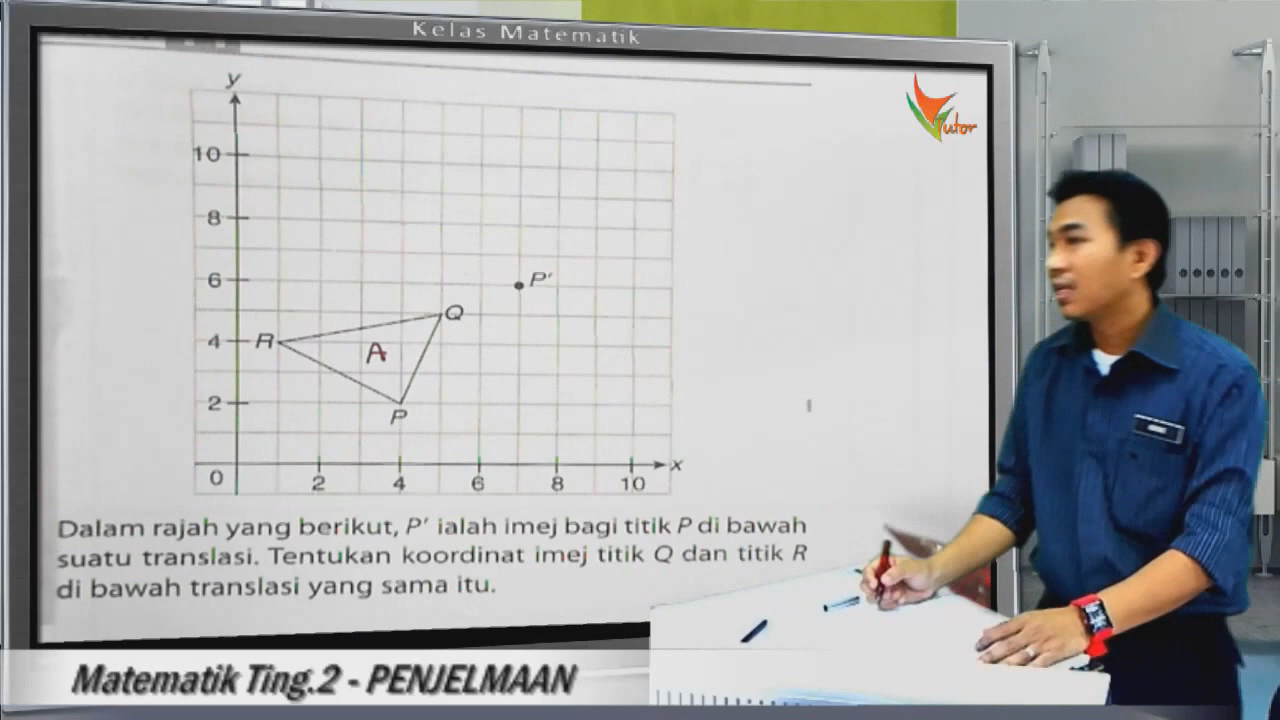 Kelas Matematik
Tutor
y
10
8
6
P'
Q
4
R
A
2
P
0
2
4
6
8
10
x
Dalam rajah yang berikut, P' ialah imej bagi titik P di bawah
suatu translasi. Tentukan koordinat imej titik Q dan titik R
di bawah translasi yang sama itu.
Matematik Ting.2 - PENJELMAAN